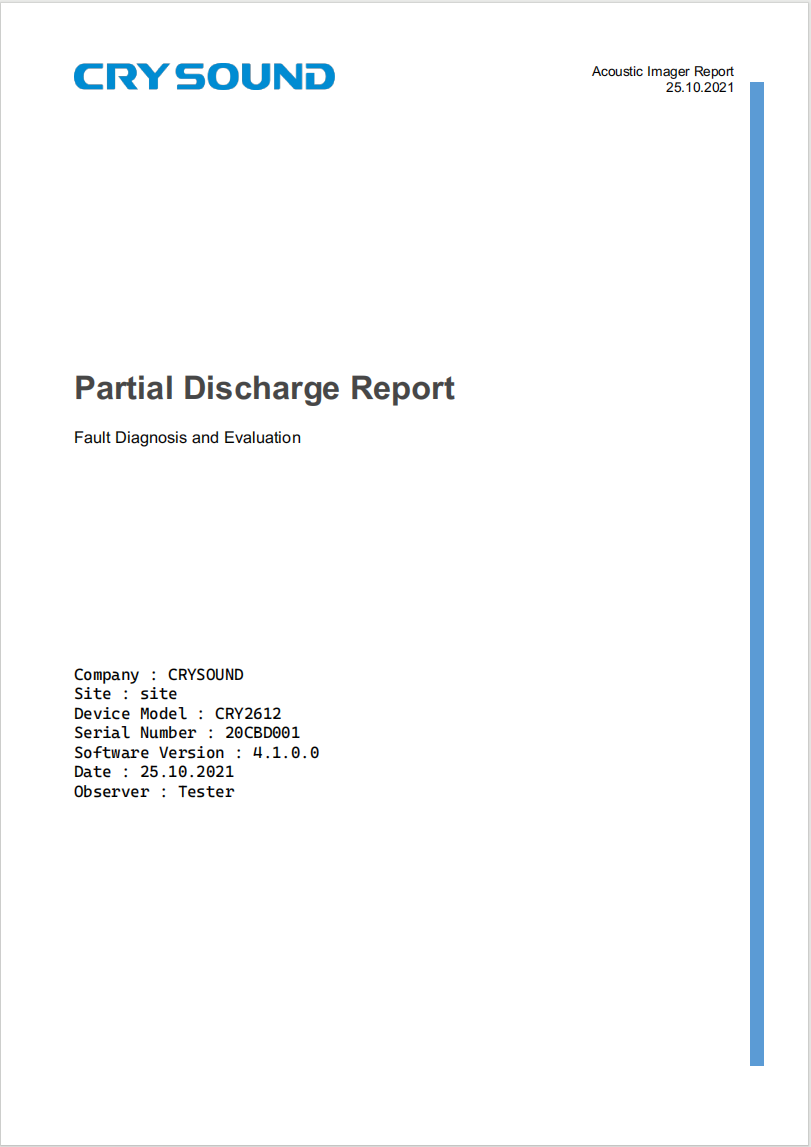 CRYSOUND
Acoustic Imager Report
25.10.2021
Partial Discharge Report
Fault Diagnosis and Evaluation
Company : CRYSOUND
Site : site
Device Model : CRY2612
Serial Number : 20CBD001
Software Version : 4.1.0.0
Date : 25.10.2021
Observer : Tester